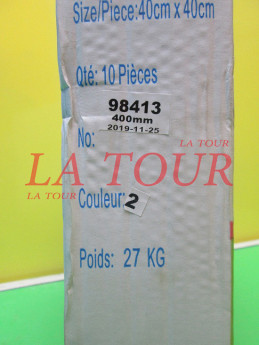 Size/Piece:40cm x 40cm
Qté: 10 Pièces
98413
400mm
2019-11-25
No:
LA TOUR
LA TOUR
LA TOUR
Couleur:2
Poids: 27 KG